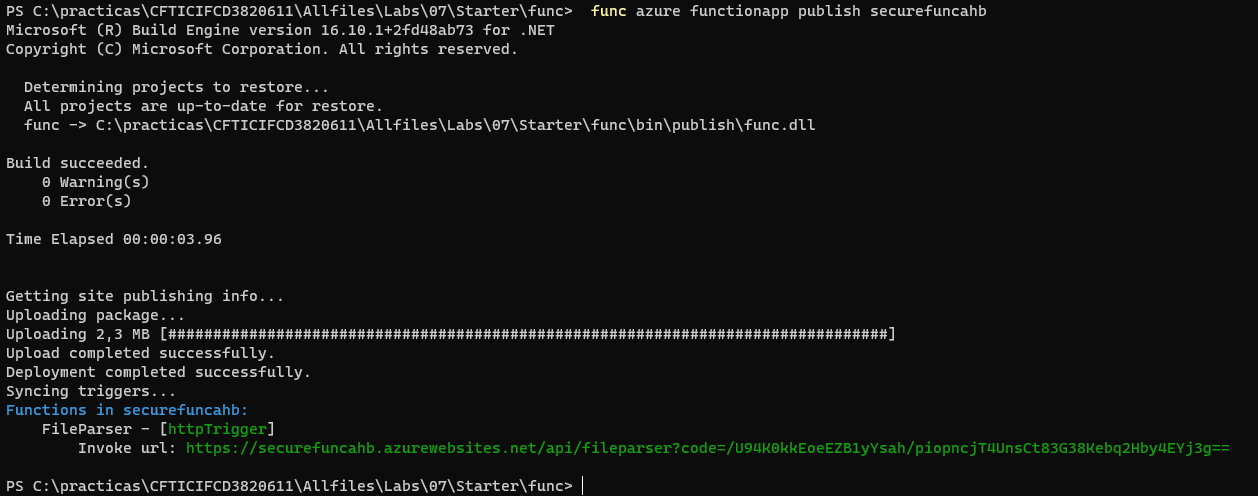 PS C:\practicas\CFTICIFCD3820611\Allfiles\Labs\07\Starter\func>  func azure functionapp publish securefuncahb
Microsoft (R) Build Engine version 16.10.1+2fd48ab73 for .NET
Copyright (C) Microsoft Corporation. All rights reserved.
  Determining projects to restore...
  All projects are up-to-date for restore.
  func -> C:\practicas\CFTICIFCD3820611\Allfiles\Labs\07\Starter\func\bin\publish\func.dll
Build succeeded.
    0 Warning(s)
    0 Error(s)
Time Elapsed 00:00:03.96
Getting site publishing info...
Uploading package...
Uploading 2,3 MB [################################################################################]
Upload completed successfully.
Deployment completed successfully.
Syncing triggers...
Functions in securefuncahb:
    FileParser - [httpTrigger]
        Invoke url: https://securefuncahb.azurewebsites.net/api/fileparser?code=/U94K0kkEoeEZB1yYsah/piopncjT4UnsCt83G38Kebq2Hby4EYj3g==
PS C:\practicas\CFTICIFCD3820611\Allfiles\Labs\07\Starter\func>